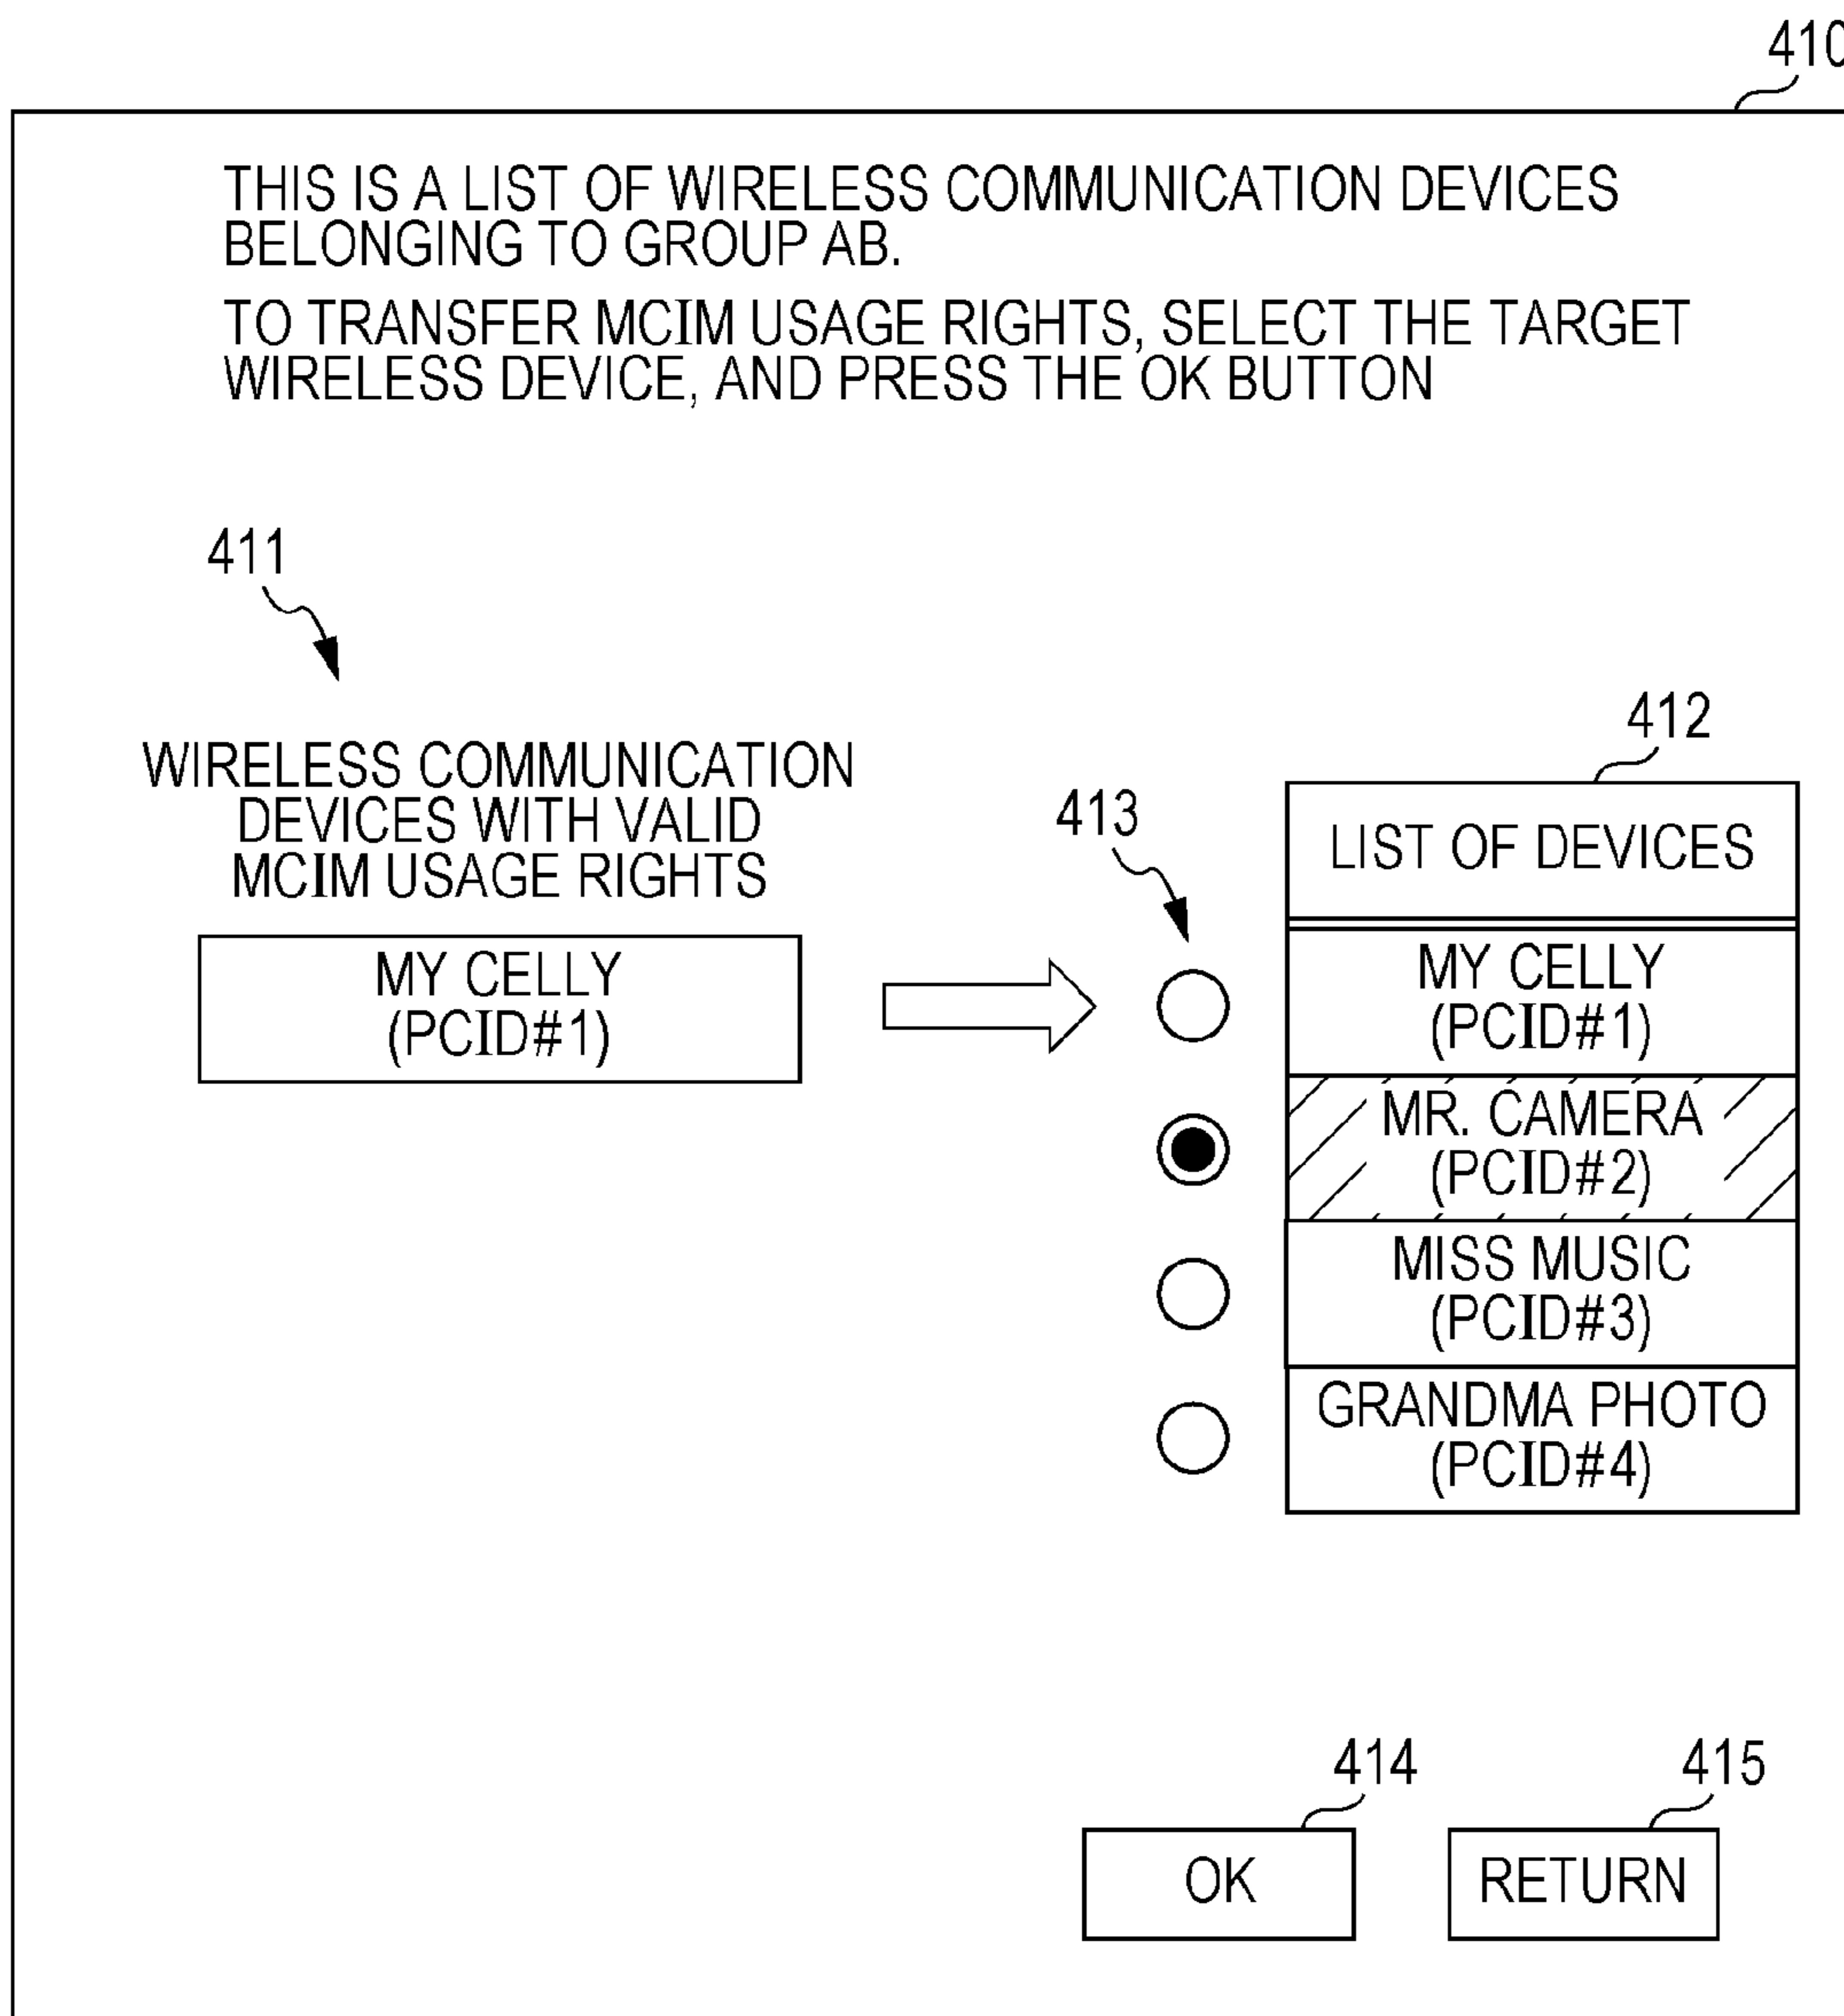 410
THIS IS A LIST OF WIRELESS COMMUNICATION DEVICES
BELONGING TO GROUP AB.
TO TRANSFER MCIM USAGE RIGHTS, SELECT THE TARGET
WIRELESS DEVICE, AND PRESS THE OK BUTTON
411
WIRELESS COMMUNICATION
DEVICES WITH VALID
MCIM USAGE RIGHTS
MY CELLY
(PCID#1)
413
412
LIST OF DEVICES
MY CELLY
(PCID#1)
MR. CAMERA
(PCID#2)
MISS MUSIC
(PCID#3)
GRANDMA PHOTO
(PCID#4)
414
OK
415
RETURN